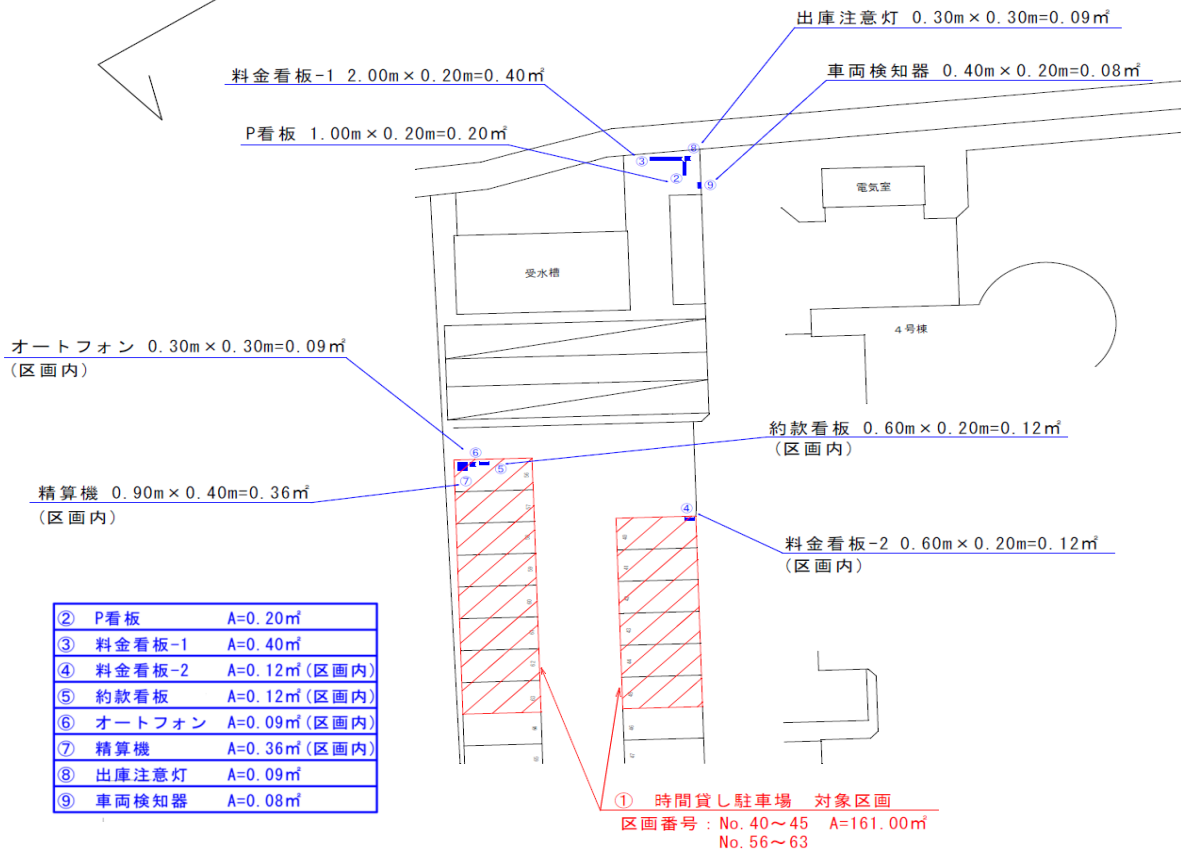 出庫注意灯 0.30m×0.30m=0.09㎡
料金看板-1 2.00m×0.20m=0.40㎡
車両検知器 0.40m×0.20m=0.08㎡
P看板 1.00m×0.20m=0.20㎡
⑧
③
②
⑨
電気室
受水槽
4号棟
オートフォン 0.30m×0.30m=0.09㎡
(区画内)
約款看板 0.60m×0.20m=0.12㎡
(区画内)
⑥
⑤
⑦
精算機 0.90m×0.40m=0.36㎡
(区画内)
④
料金看板-2 0.60m×0.20m=0.12㎡
(区画内)
② P看板 A=0.20㎡
③ 料金看板-1 A=0.40㎡
④ 料金看板-2 A=0.12㎡(区画内)
⑤ 約款看板 A=0.12㎡(区画内)
⑥ オートフォン A=0.09㎡(区画内)
⑦ 精算機 A=0.36㎡(区画内)
⑧ 出庫注意灯 A=0.09㎡
⑨ 車両検知器 A=0.08㎡
① 時間貸し駐車場 対象区画
区画番号：No.40～45 A=161.00㎡
No.56～63